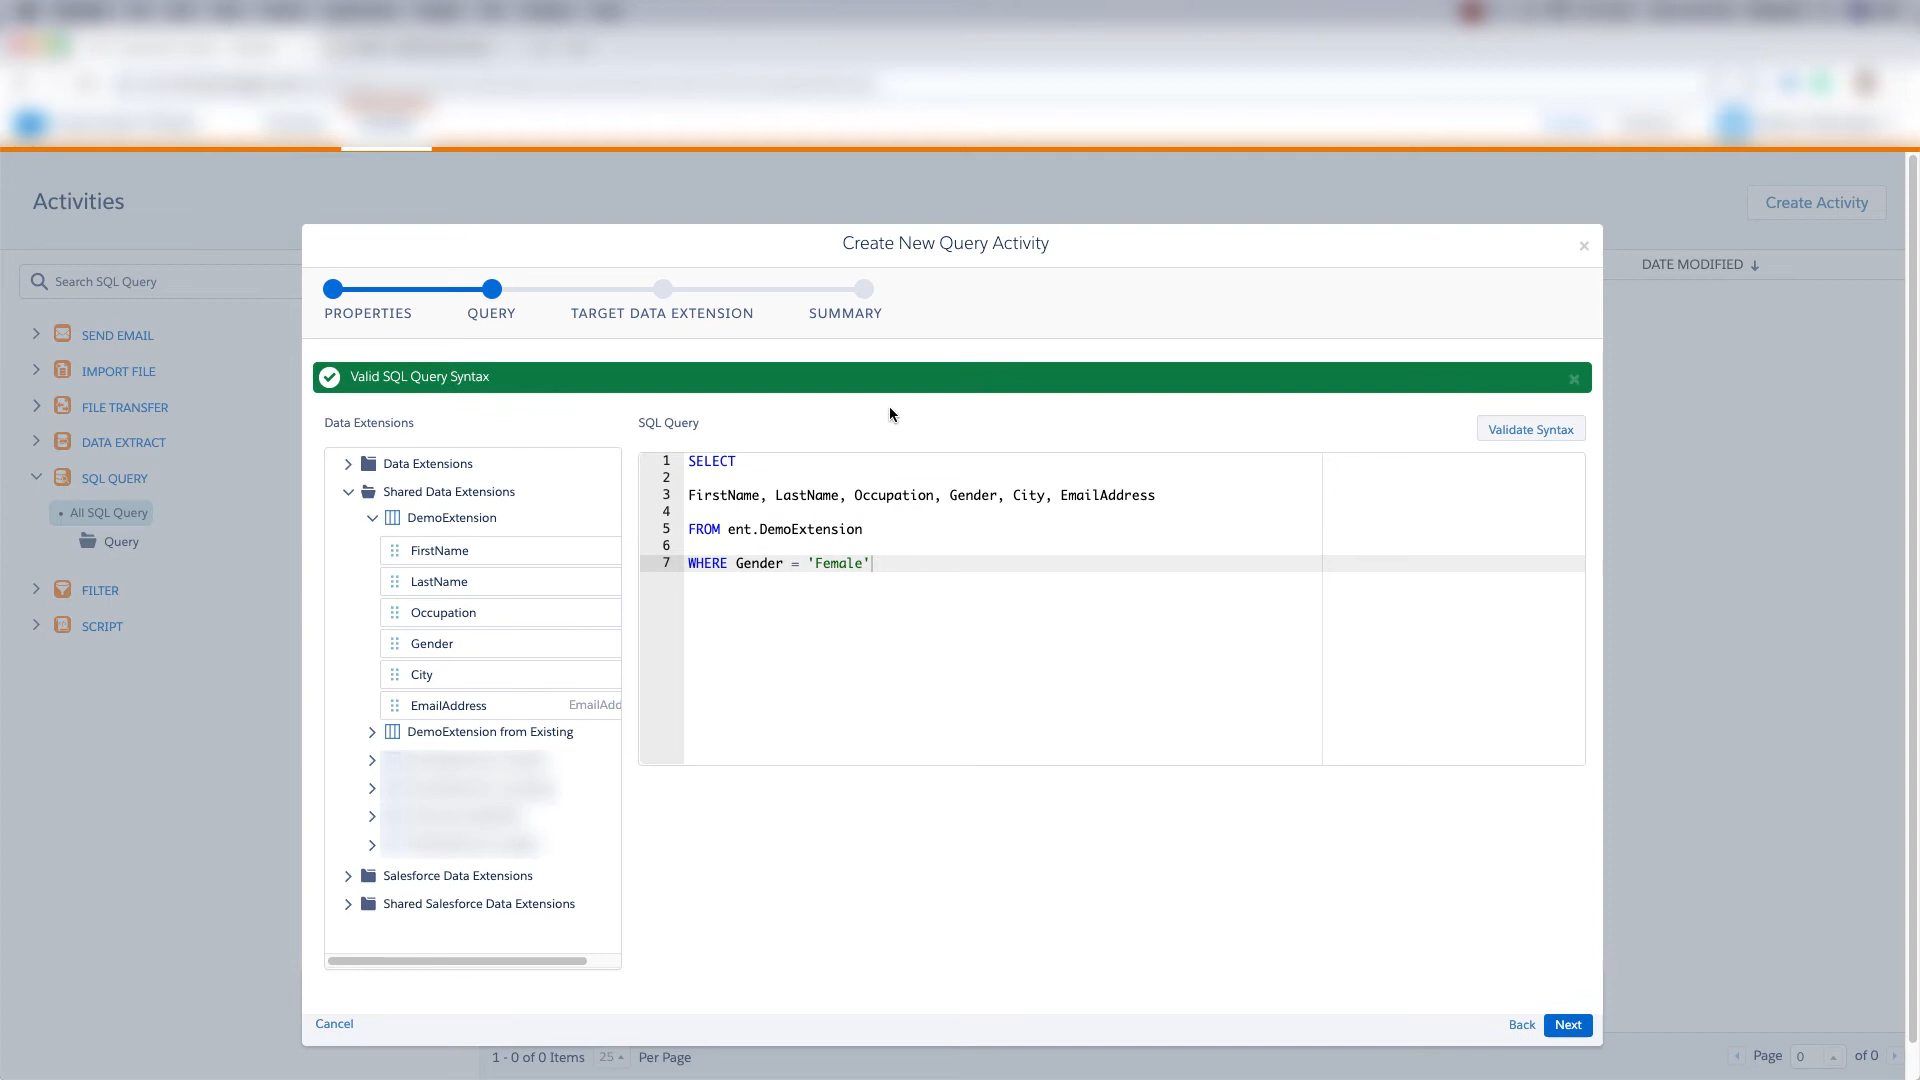 Activities
Create Activity
Search SQL Query
DATE MODIFIED
SEND EMAIL
IMPORT FILE
FILE TRANSFER
DATA EXTRACT
SQL QUERY
All SQL Query
Query
FILTER
SCRIPT
Create New Query Activity
PROPERTIES
QUERY
TARGET DATA EXTENSION
SUMMARY
Valid SQL Query Syntax
Data Extensions
Data Extensions
Shared Data Extensions
DemoExtension
FirstName
LastName
Occupation
Gender
City
EmailAddress EmailAdd
DemoExtension from Existing
Salesforce Data Extensions
Shared Salesforce Data Extensions
SQL Query
Validate Syntax
1 SELECT
2
3 FirstName, LastName, Occupation, Gender, City, EmailAddress
4
5 FROM ent.DemoExtension
6
7 WHERE Gender = 'Female'
Cancel
Back
Next
1 - 0 of 0 Items 25 Per Page
Page 0 of 0